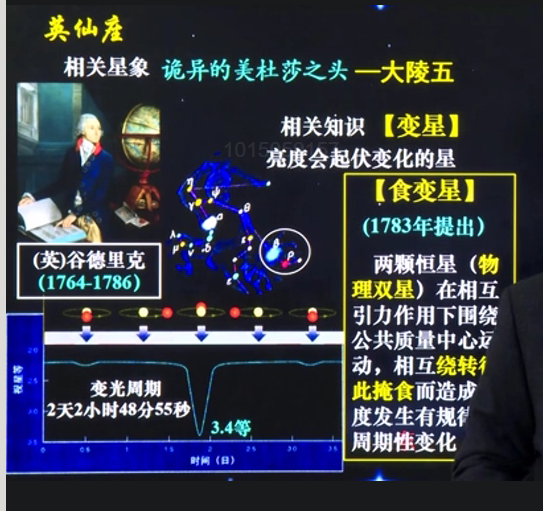 英仙座
相关星象 诡异的美杜莎之头 —大陵五
相关知识【变星】
亮度会起伏变化的星
【食变星】
(1783年提出)
两颗恒星（物
理双星）在相互
引力作用下围绕
公共质量中心运
动，相互绕转
此掩食而造成
度发生有规律
周期性变化
(英)谷德里克
(1764-1786)
变光周期
2天2小时48分55秒
3.4等
视星等
0 0.5 1 1.5 2 2.5 3 3.5
时间（日）